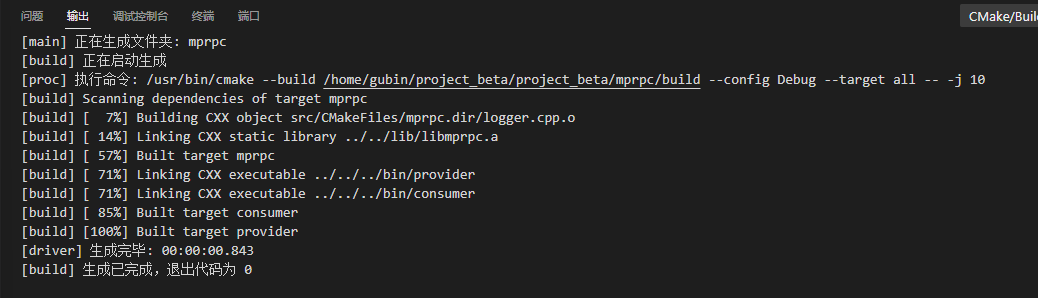 问题 输出 调试控制台 终端 端口 CMake/Buil
[main] 正在生成文件夹: mprpc
[build] 正在启动生成
[proc] 执行命令: /usr/bin/cmake --build /home/gubin/project_beta/project_beta/mprpc/build --config Debug --target all -- -j 10
[build] Scanning dependencies of target mprpc
[build] [  7%] Building CXX object src/CMakeFiles/mprpc.dir/logger.cpp.o
[build] [ 14%] Linking CXX static library ../../lib/libmprpc.a
[build] [ 57%] Built target mprpc
[build] [ 71%] Linking CXX executable ../../../bin/provider
[build] [ 71%] Linking CXX executable ../../../bin/consumer
[build] [ 85%] Built target consumer
[build] [100%] Built target provider
[driver] 生成完毕: 00:00:00.843
[build] 生成已完成，退出代码为 0